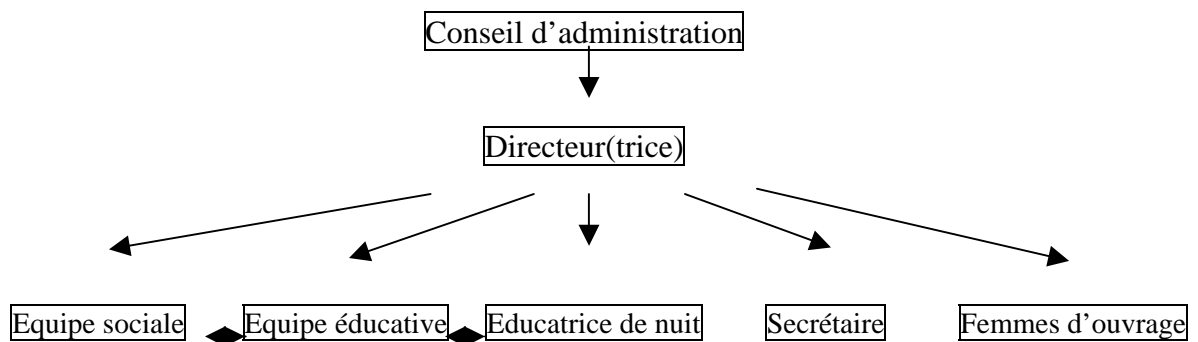 Conseil d’administration
Directeur(trice)
Equipe sociale Equipe éducative Educatrice de nuit Secrétaire Femmes d’ouvrage